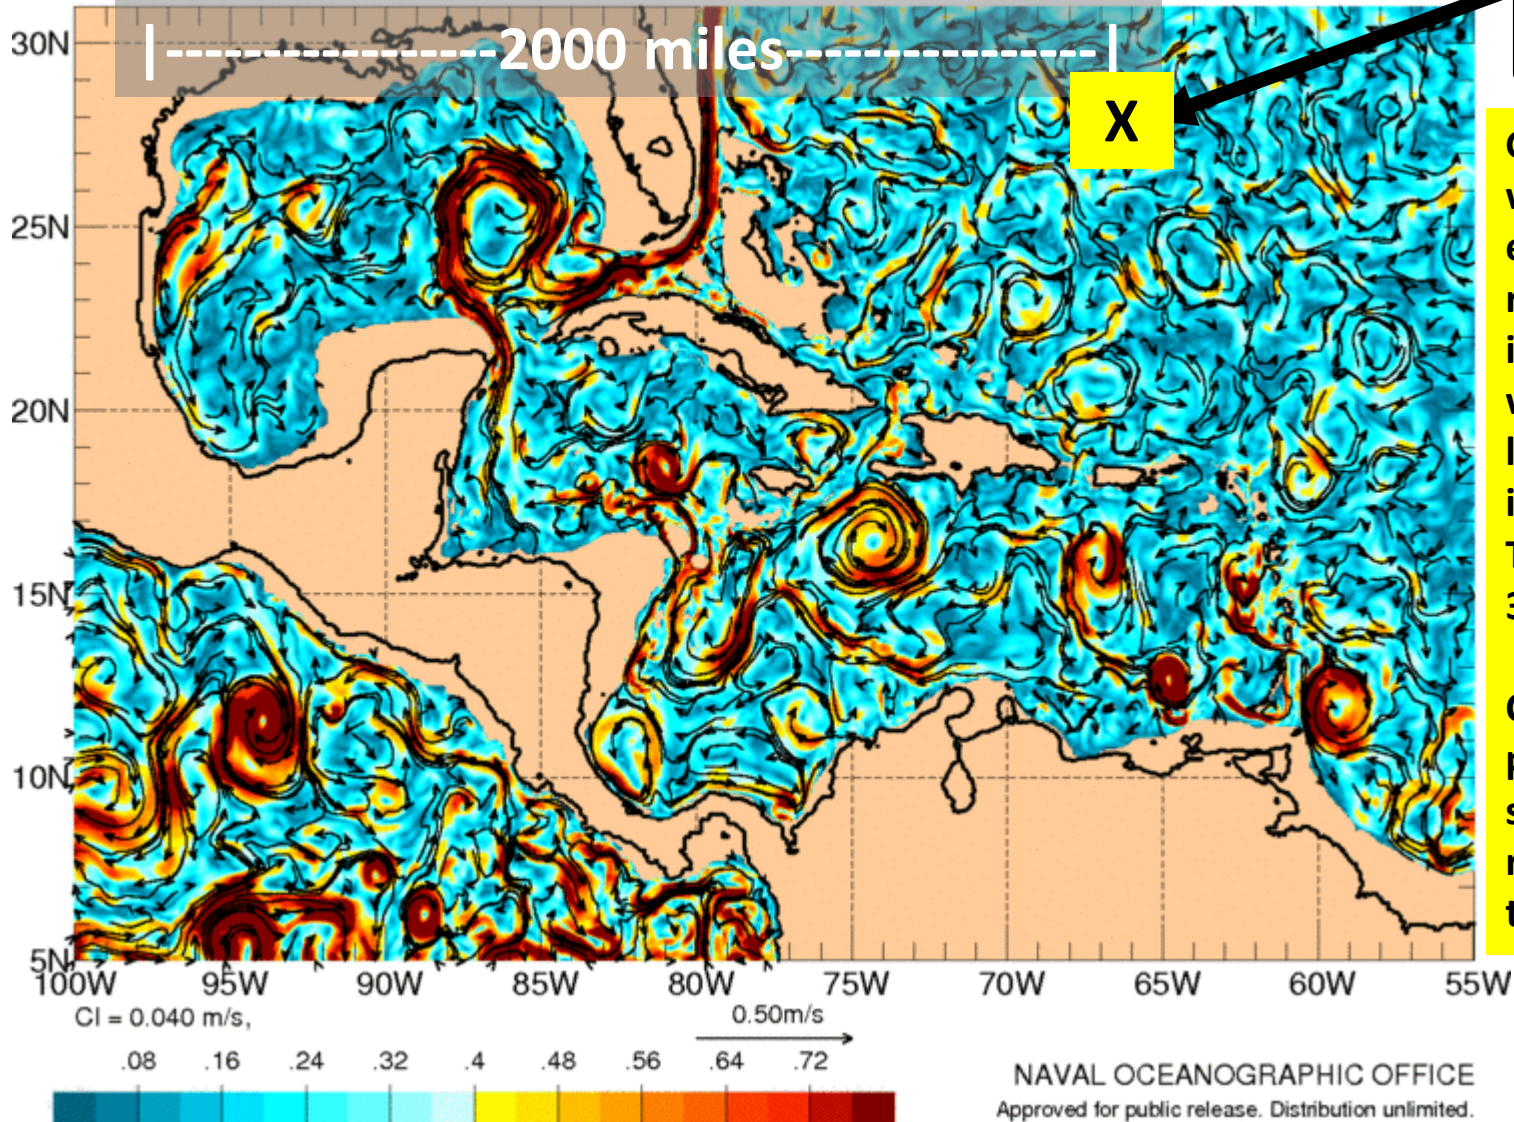 |-----------------2000 miles----------------|
30N
X
25N
20N
15N
10N
5N
100W 95W 90W 85W 80W 75W 70W 65W 60W 55W
CI = 0.040 m/s,
0.50m/s
.08 .16 .24 .32 .4 .48 .56 .64 .72
NAVAL OCEANOGRAPHIC OFFICE
Approved for public release. Distribution unlimited.